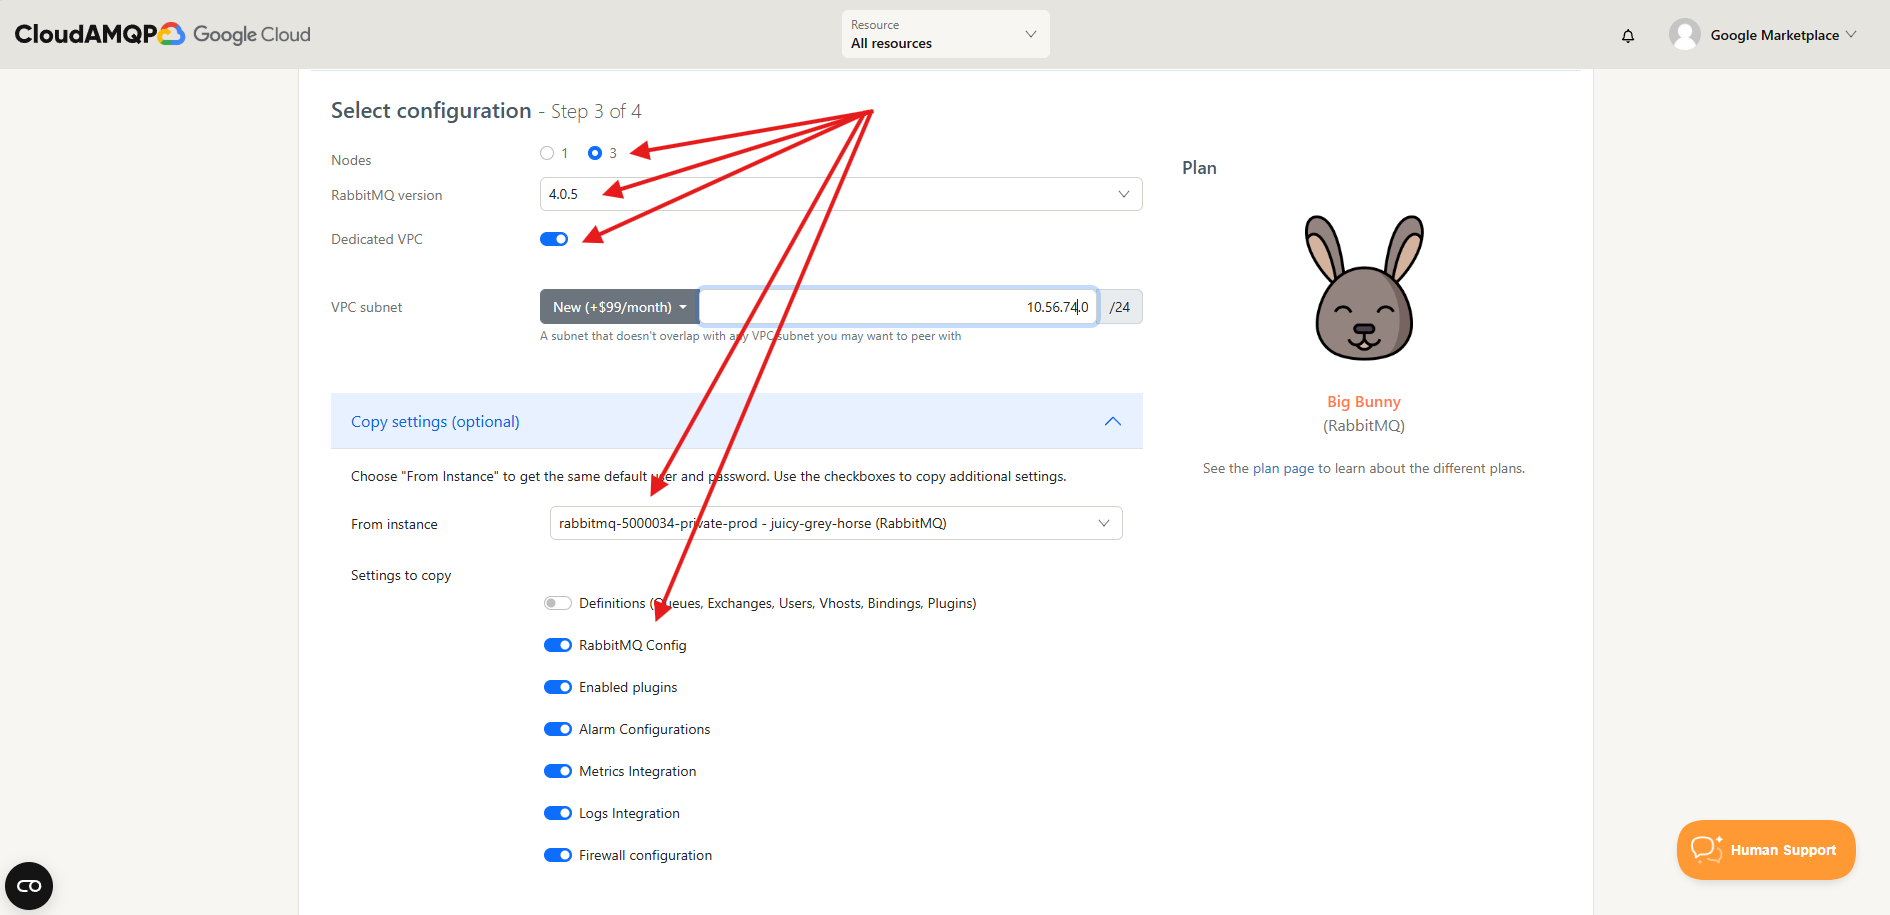 CloudAMQP Google Cloud
Resource
All resources
Google Marketplace
Select configuration - Step 3 of 4
Nodes
1
3
RabbitMQ version
4.0.5
Dedicated VPC
VPC subnet
New (+$99/month)
10.56.74.0
/24
A subnet that doesn't overlap with any VPC subnet you may want to peer with
Copy settings (optional)
Choose "From Instance" to get the same default user and password. Use the checkboxes to copy additional settings.
From instance
rabbitmq-5000034-private-prod - juicy-grey-horse (RabbitMQ)
Settings to copy
Definitions (Queues, Exchanges, Users, Vhosts, Bindings, Plugins)
RabbitMQ Config
Enabled plugins
Alarm Configurations
Metrics Integration
Logs Integration
Firewall configuration
Plan
Big Bunny
(RabbitMQ)
See the plan page to learn about the different plans.
Human Support